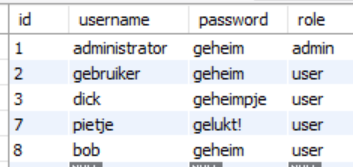 id username password role
1 administrator geheim admin
2 gebruiker geheim user
3 dick geheimpje user
7 pietje gelukt! user
8 bob geheim user